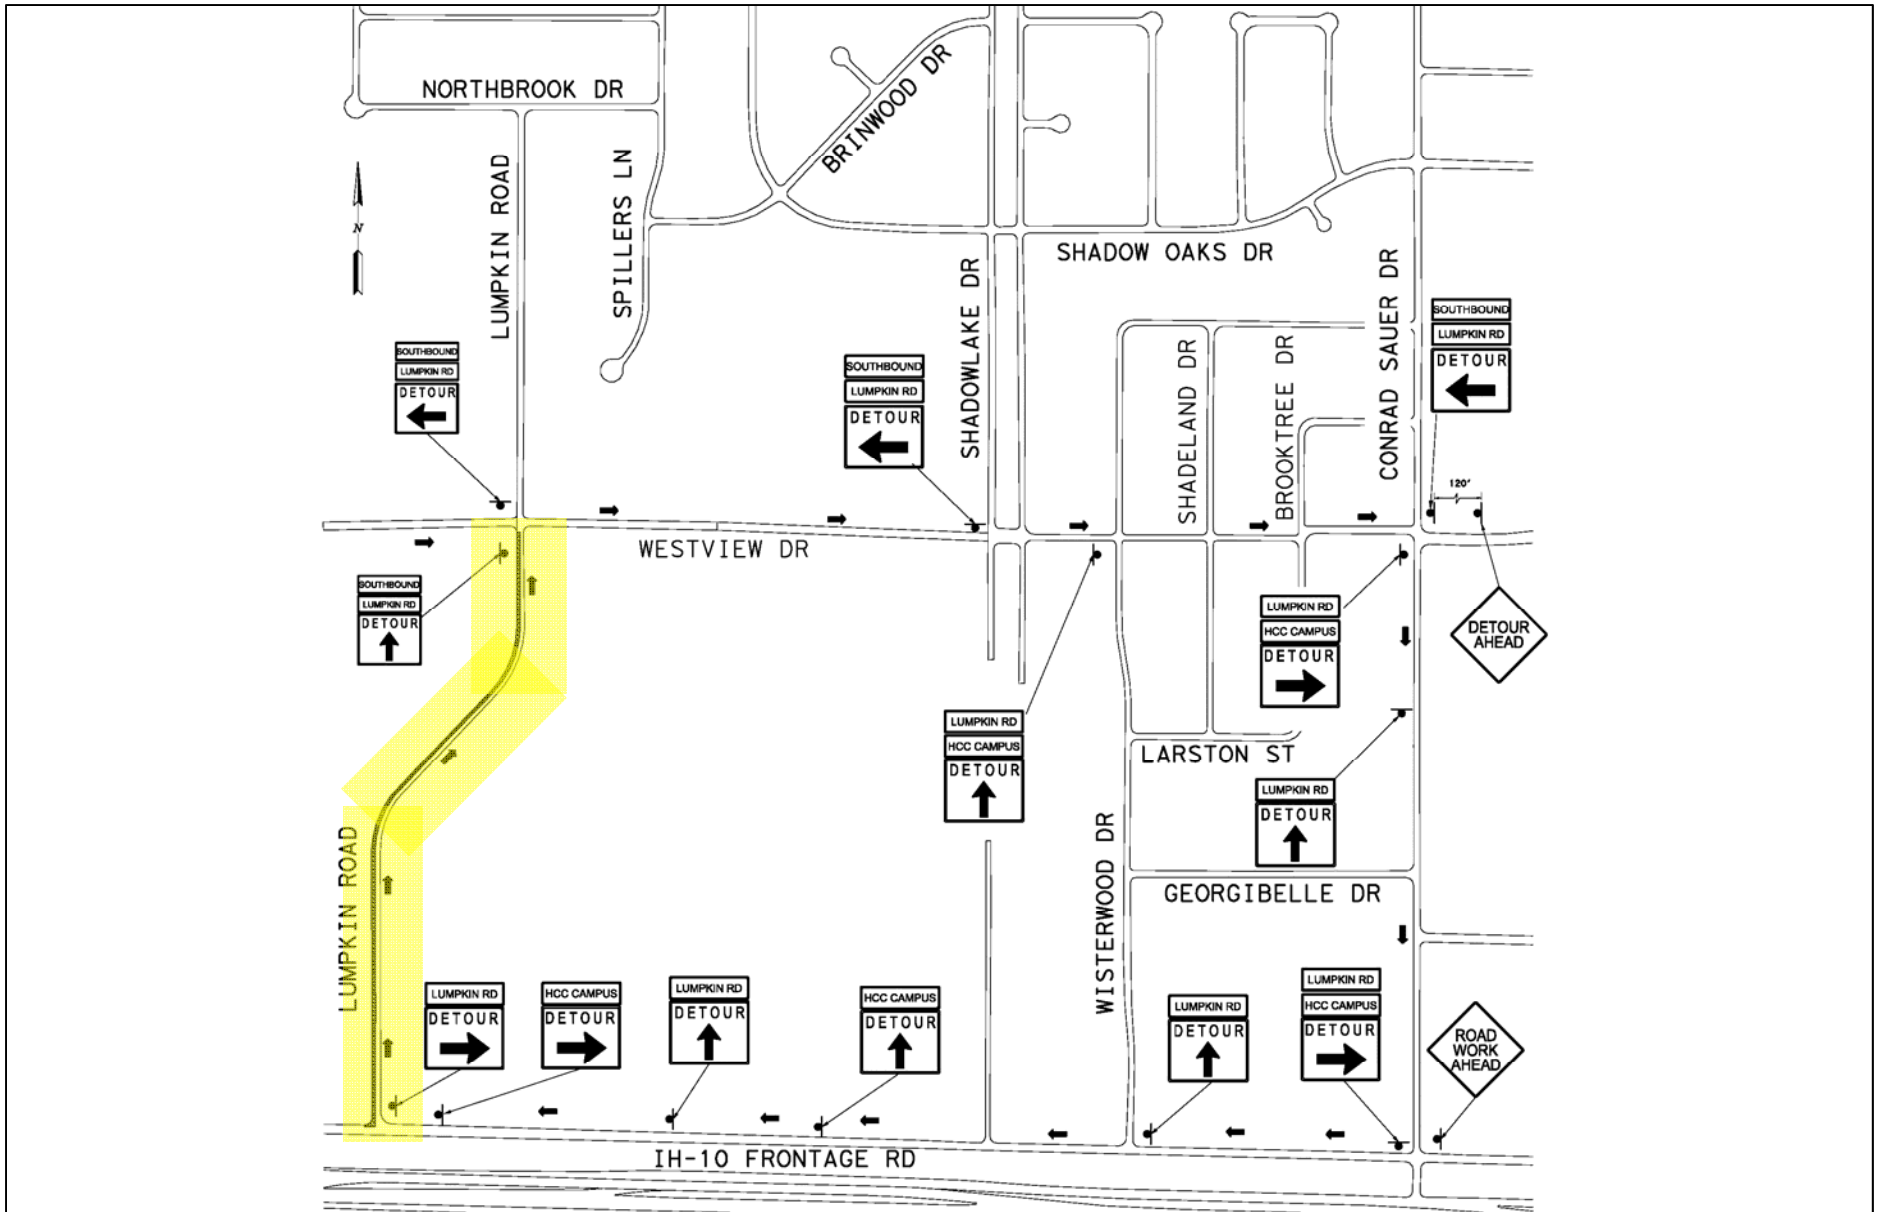 NORTHBROOK DR
BRINWOOD DR
LUMPKIN ROAD
SPILLERS LN
N
SHADOW OAKS DR
SHADOWLAKE DR
CONRAD SAUER DR
SOUTHBOUND
LUMPKIN RD
DETOUR
SOUTHBOUND
LUMPKIN RD
DETOUR
SOUTHBOUND
LUMPKIN RD
DETOUR
SHADELAND DR
BROOKTREE DR
120'
WESTVIEW DR
SOUTHBOUND
LUMPKIN RD
DETOUR
LUMPKIN RD
HCC CAMPUS
DETOUR
DETOUR
AHEAD
LUMPKIN RD
HCC CAMPUS
DETOUR
LARSTON ST
LUMPKIN RD
DETOUR
LUMPKIN ROAD
WISTERWOOD DR
GEORGIBELLE DR
LUMPKIN RD
DETOUR
HCC CAMPUS
DETOUR
LUMPKIN RD
DETOUR
HCC CAMPUS
DETOUR
LUMPKIN RD
DETOUR
LUMPKIN RD
HCC CAMPUS
DETOUR
ROAD
WORK
AHEAD
IH-10 FRONTAGE RD